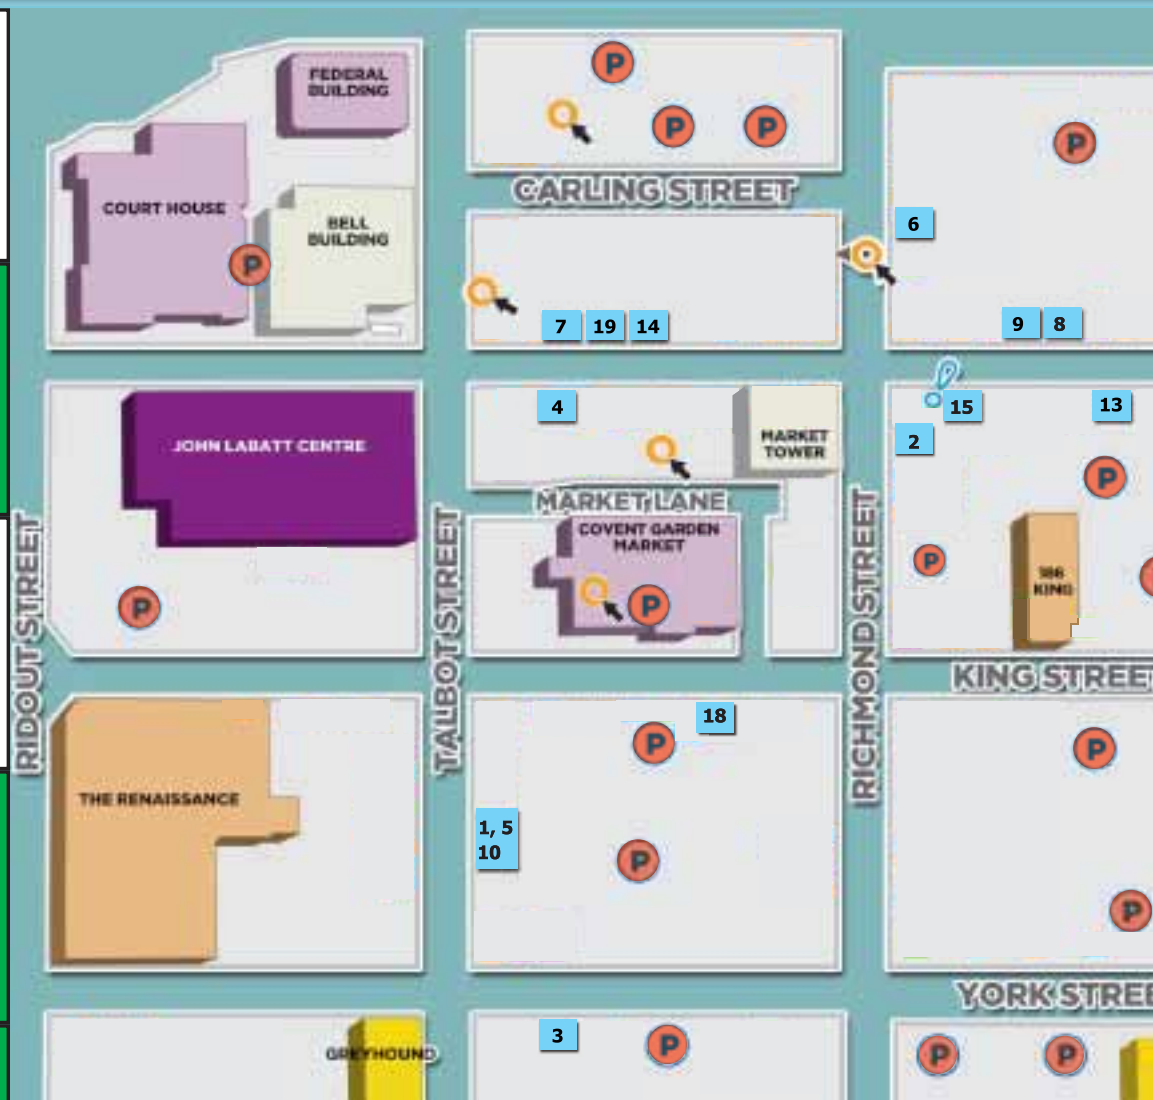 FEDERAL
BUILDING
P
P
P
P
CARLING STREET
COURT HOUSE
BELL
BUILDING
P
6
7
19
14
9
8
4
15
13
2
MARKET
TOWER
JOHN LABATT CENTRE
P
MARKET LANE
COVENT GARDEN
MARKET
P
186
KING
P
P
RIDOUT STREET
TALBOT STREET
RICHMOND STREET
KING STREET
18
P
P
THE RENAISSANCE
1, 5
10
P
P
YORK STREE
3
P
GREYHOUND
P
P